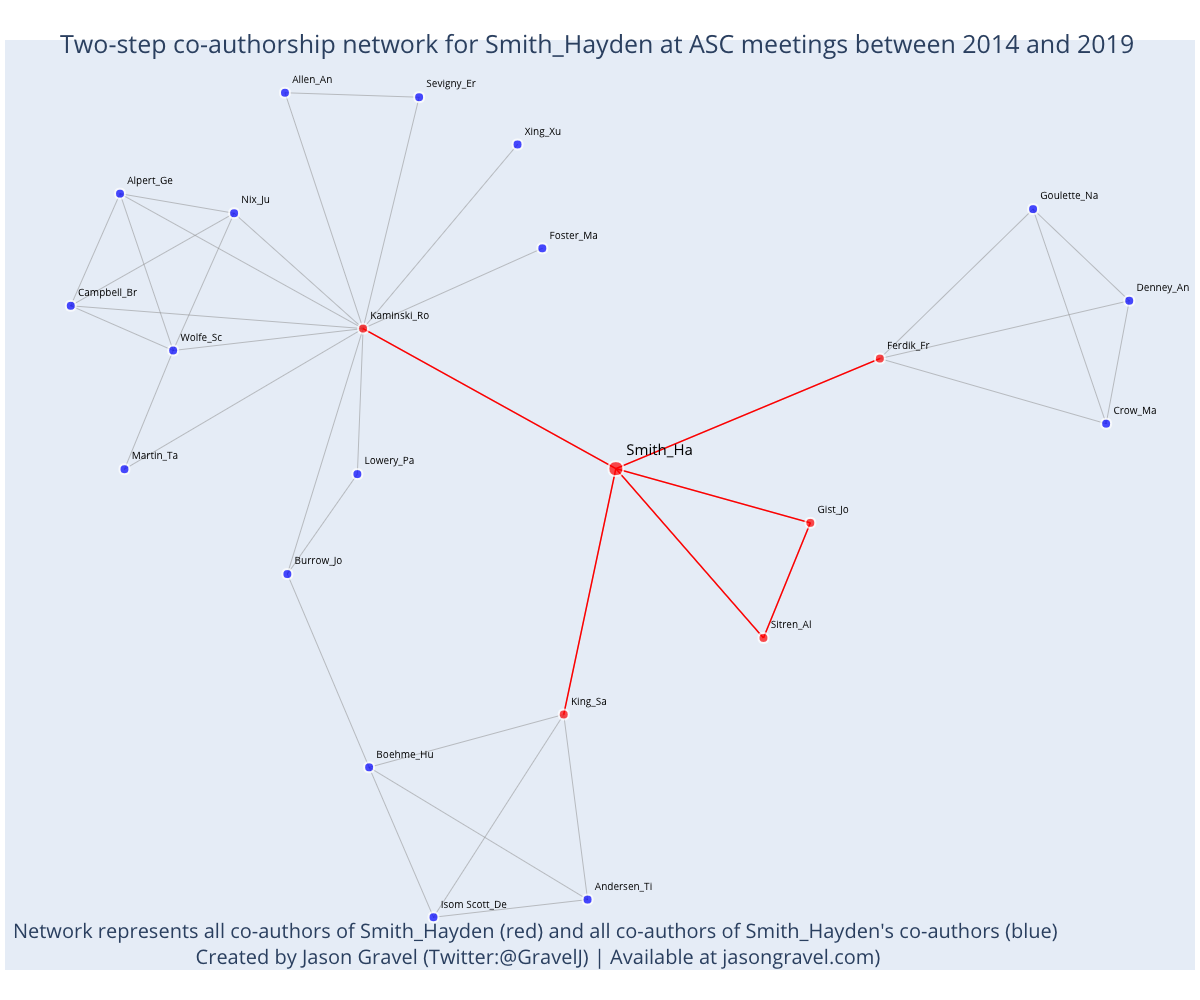 Two-step co-authorship network for Smith_Hayden at ASC meetings between 2014 and 2019
Allen_An
Sevigny_Er
Xing_Xu
Alpert_Ge
Nix_Ju
Goulette_Na
Foster_Ma
Campbell_Br
Denney_An
Kaminski_Ro
Wolfe_Sc
Ferdik_Fr
Crow_Ma
Smith_Ha
Martin_Ta
Lowery_Pa
Gist_Jo
Burrow_Jo
Sitren_Al
King_Sa
Boehme_Hu
Andersen_Ti
Isom Scott_De
Network represents all co-authors of Smith_Hayden (red) and all co-authors of Smith_Hayden's co-authors (blue)
Created by Jason Gravel (Twitter:@GravelJ) | Available at jasongravel.com)